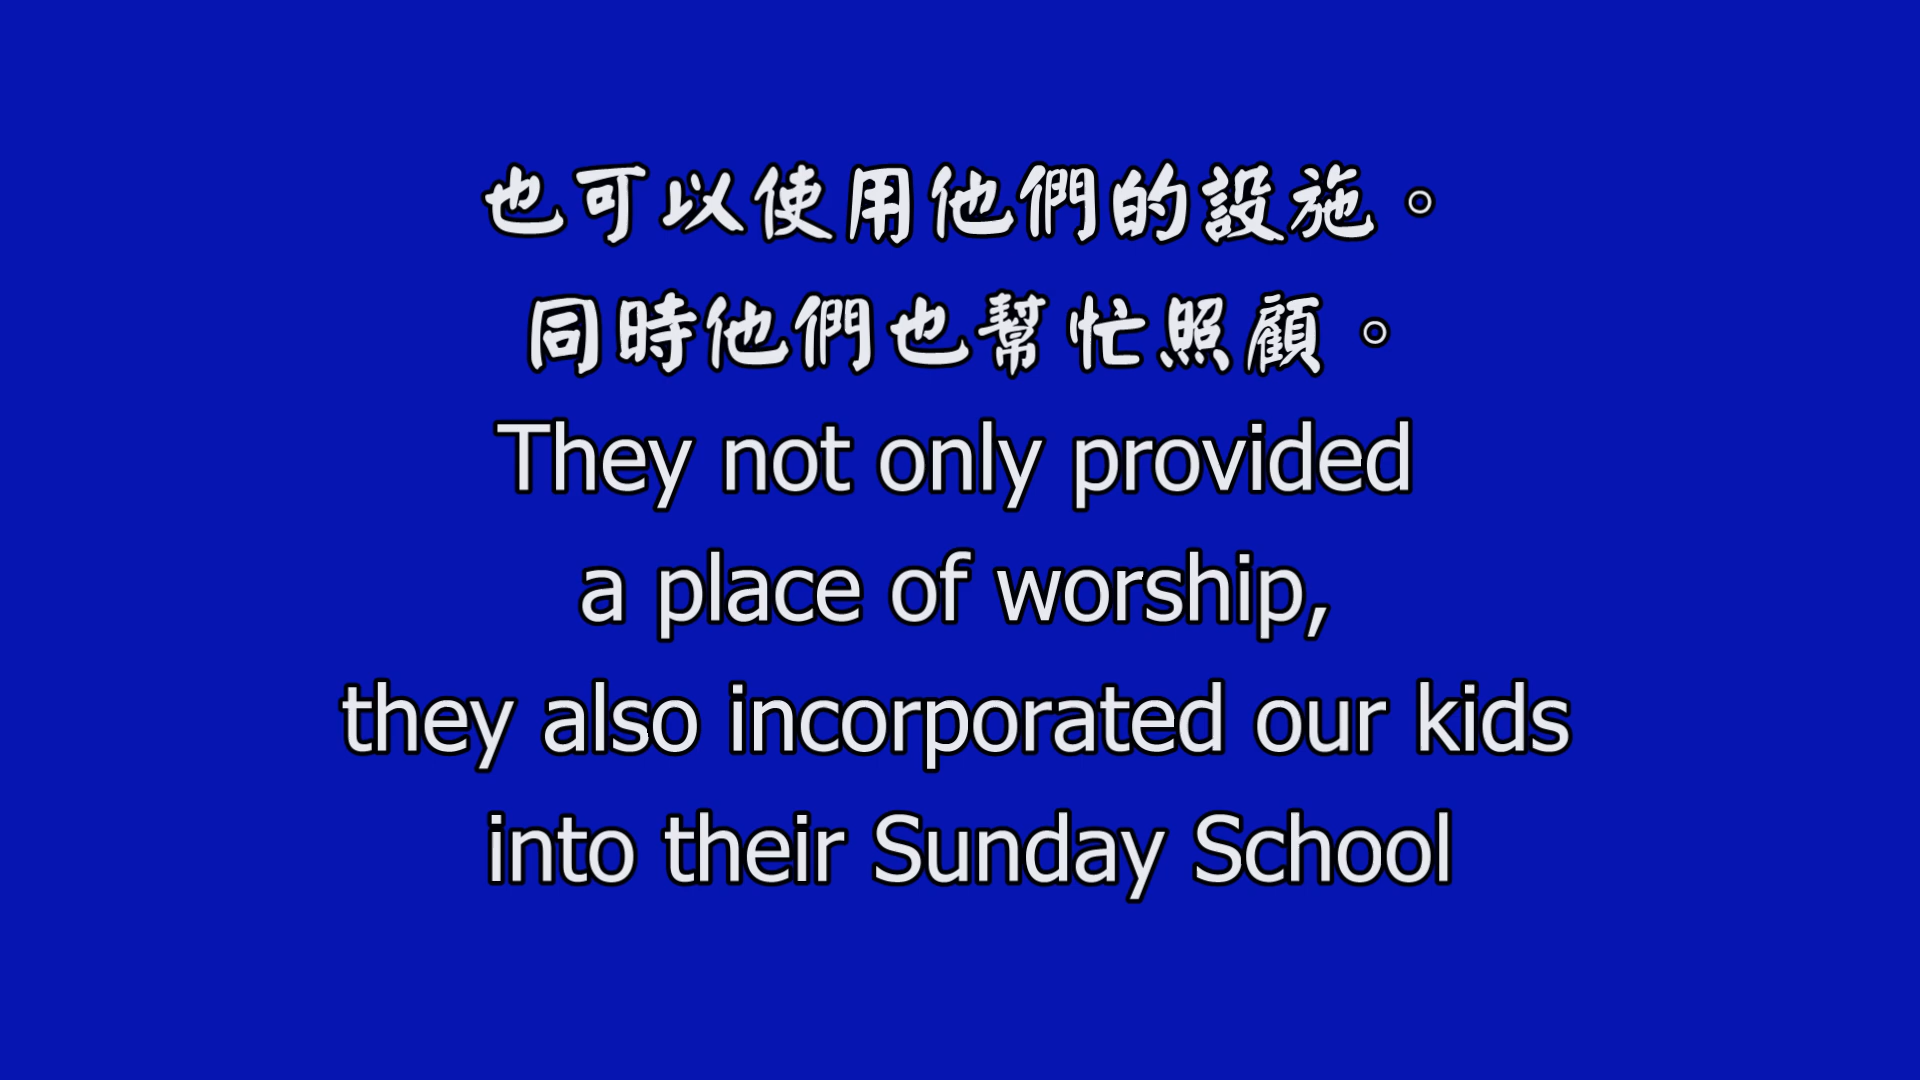 也可以使用他們的設施。
同時他們也幫忙照顧。
They not only provided
a place of worship,
they also incorporated our kids
into their Sunday School